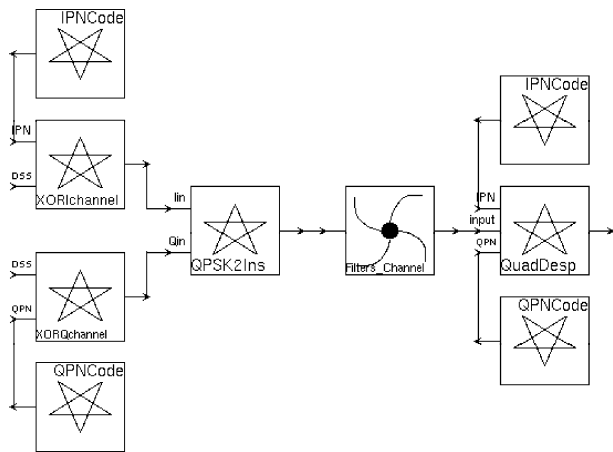 IPNCode
IPN
DSS
XORIchannel
DSS
QPN
XORQchannel
QPNCode
Iin
Qin
QPSK2Ins
Filters_Channel
IPNCode
IPN
input
QPN
QuadDesp
QPNCode